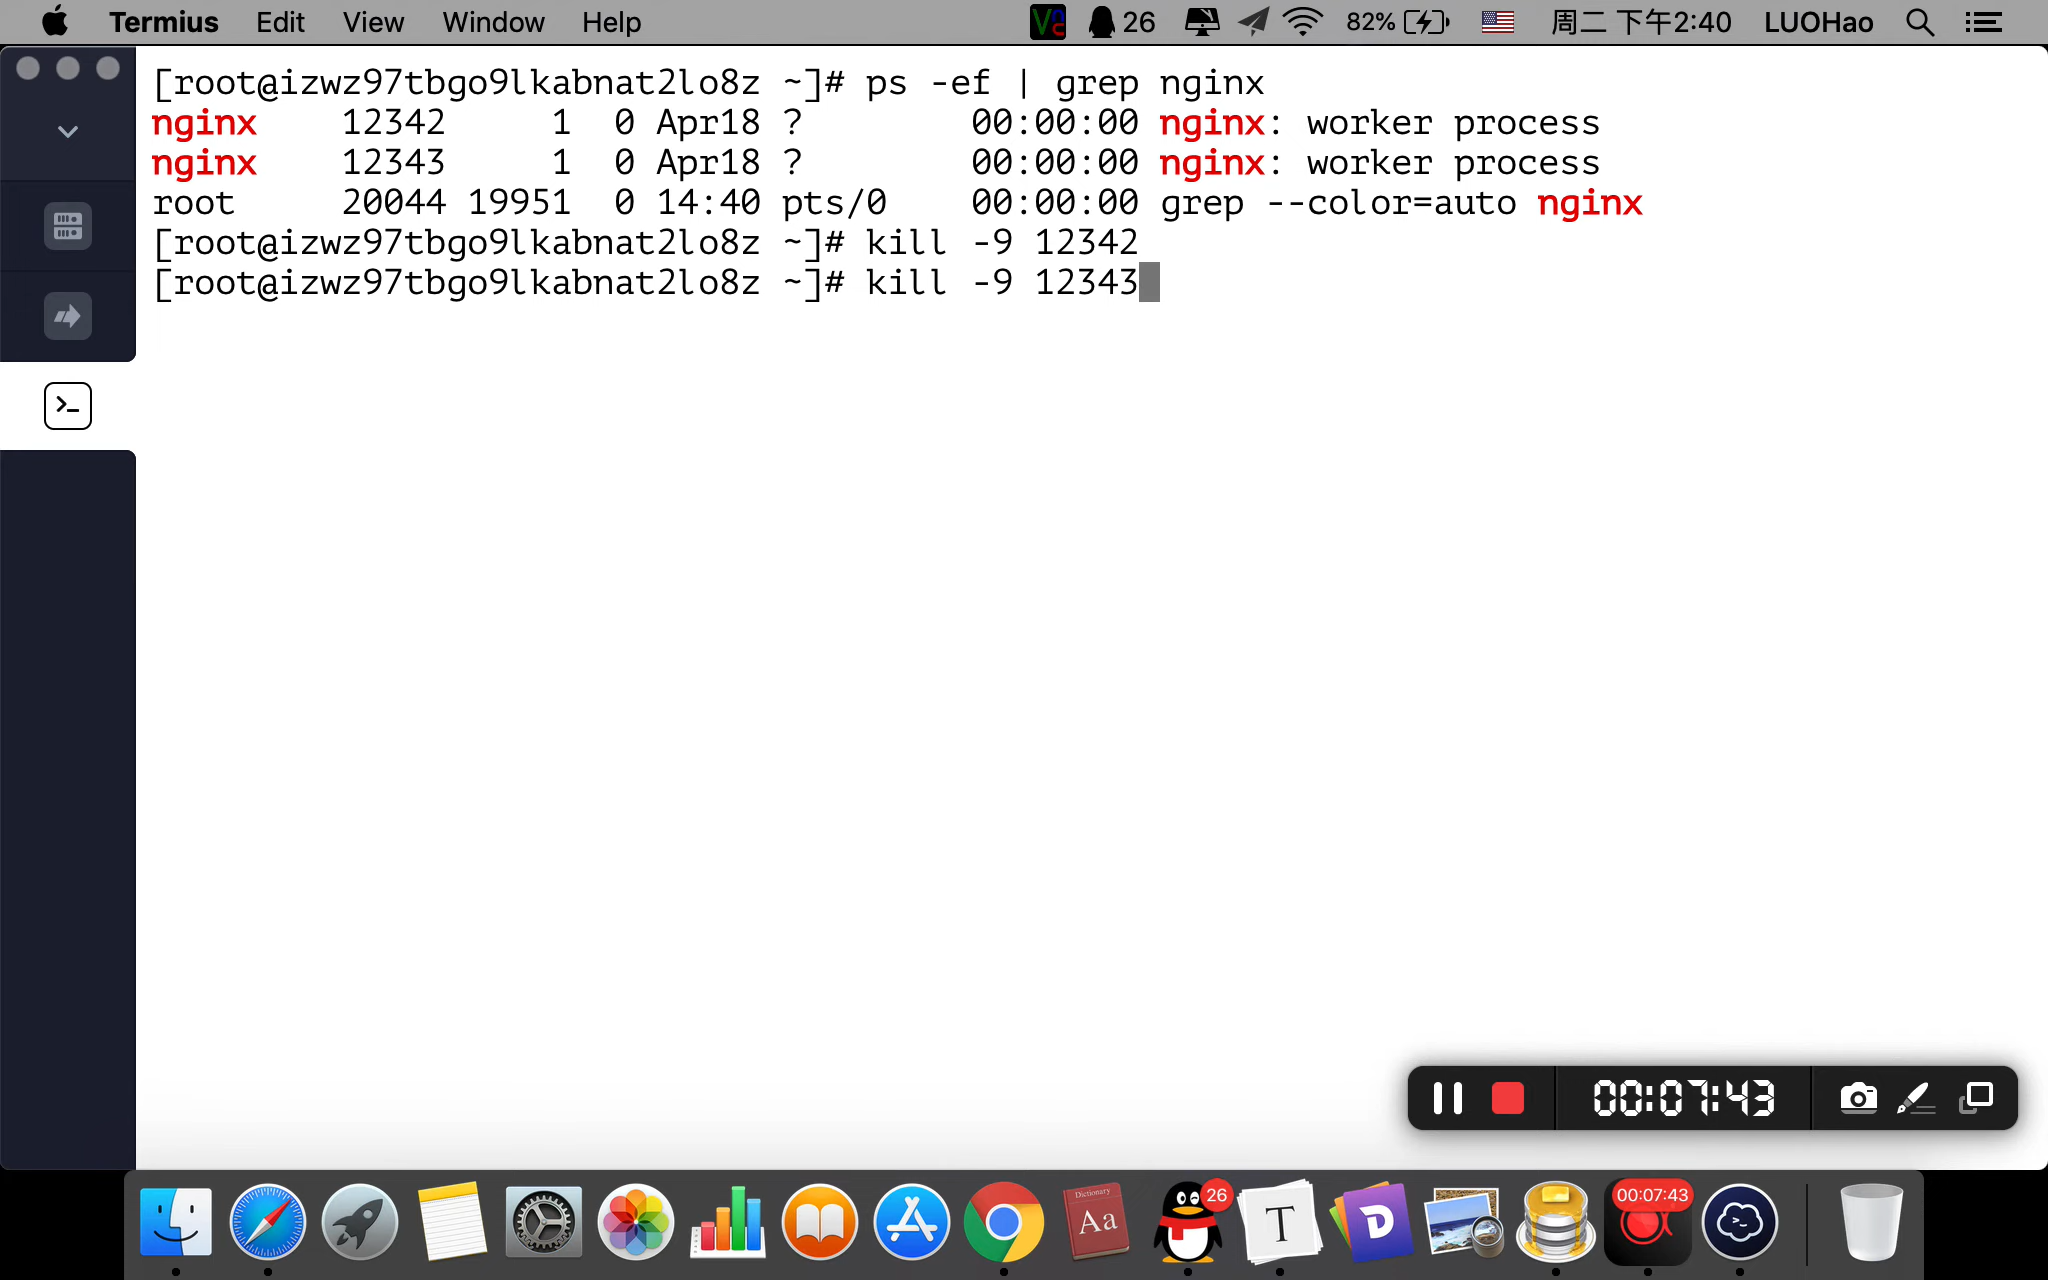 Termius Edit View Window Help 26 82% 周二 下午2:40 LUOHao
[root@izwz97tbgo9lkabnat2lo8z ~]# ps -ef | grep nginx
nginx 12342 1 0 Apr18 ? 00:00:00 nginx: worker process
nginx 12343 1 0 Apr18 ? 00:00:00 nginx: worker process
root 20044 19951 0 14:40 pts/0 00:00:00 grep --color=auto nginx
[root@izwz97tbgo9lkabnat2lo8z ~]# kill -9 12342
[root@izwz97tbgo9lkabnat2lo8z ~]# kill -9 12343
00:07:43
Dictionary
Aa
26
T
D
00:07:43